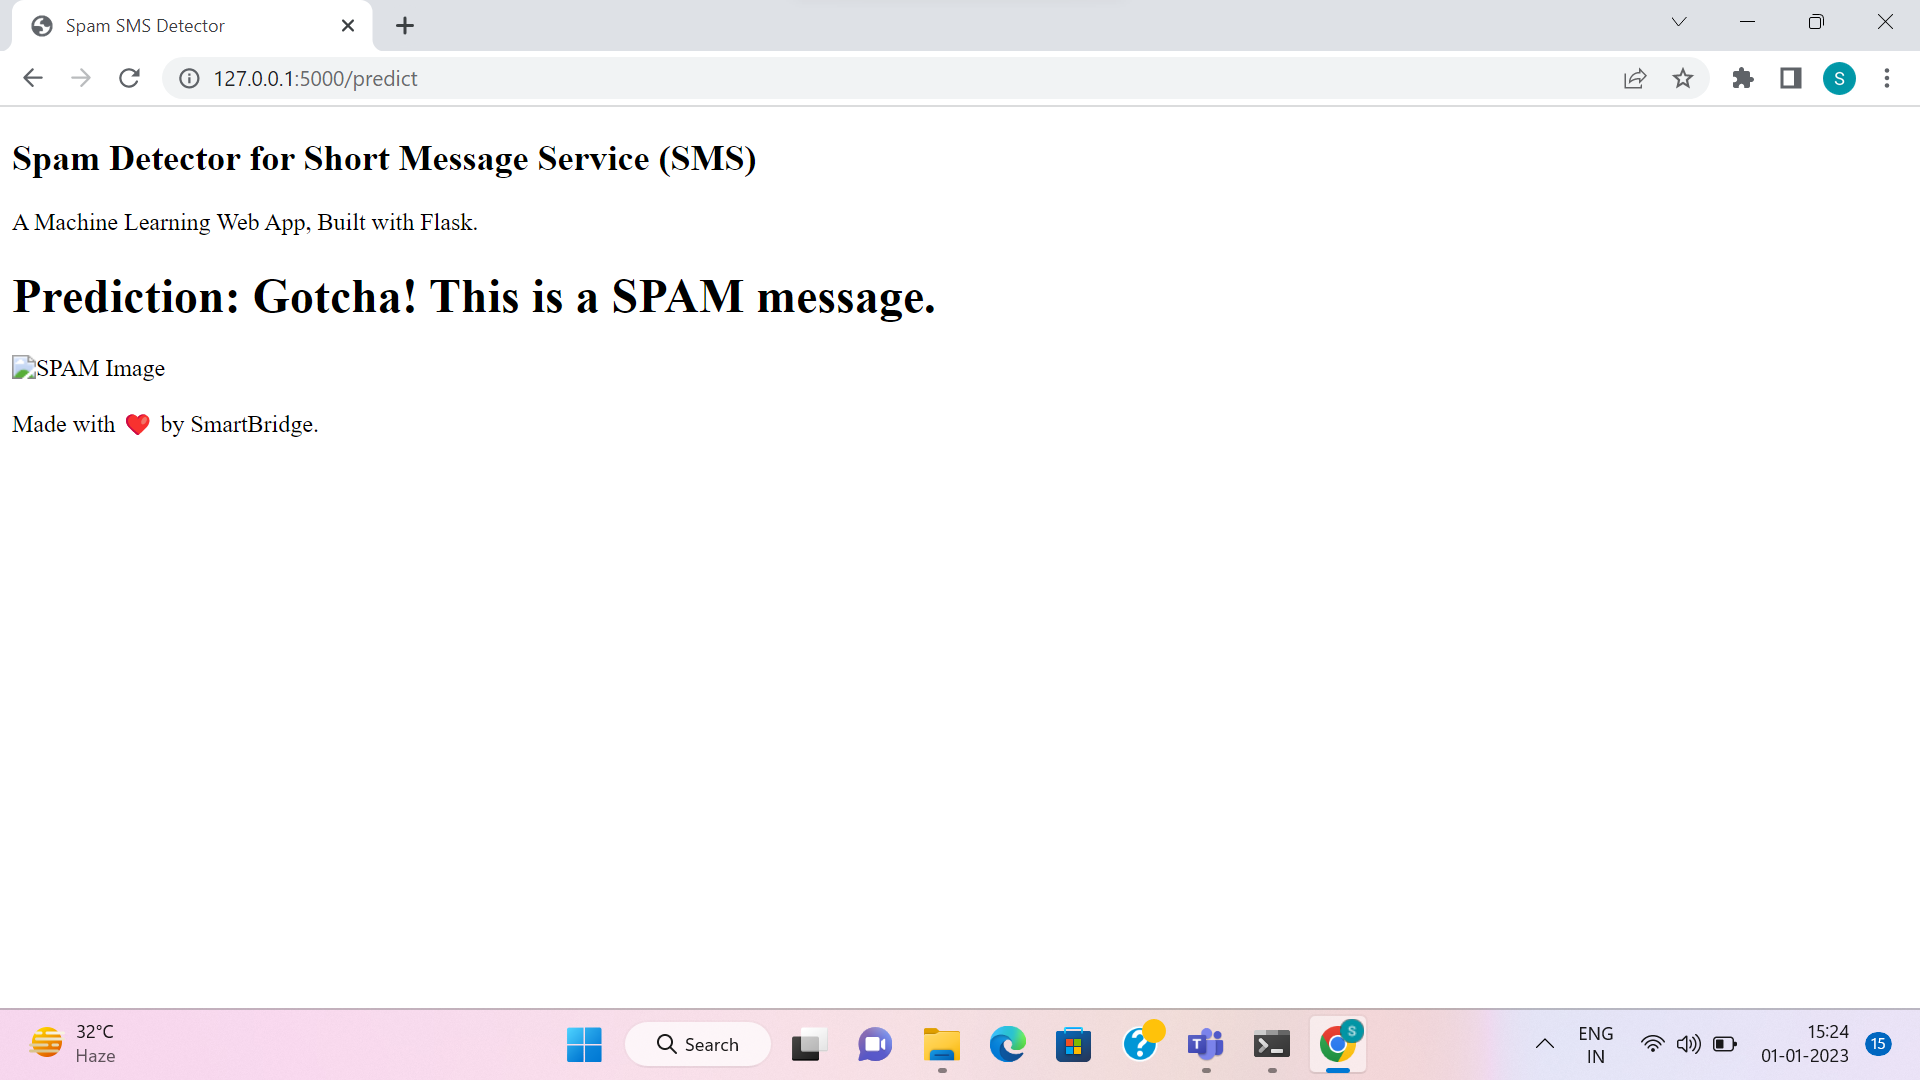 Spam SMS Detector
127.0.0.1:5000/predict
S
Spam Detector for Short Message Service (SMS)
A Machine Learning Web App, Built with Flask.
Prediction: Gotcha! This is a SPAM message.
SPAM Image
Made with ❤️ by SmartBridge.
32°C
Haze
Search
S
ENG
IN
15:24
01-01-2023
15